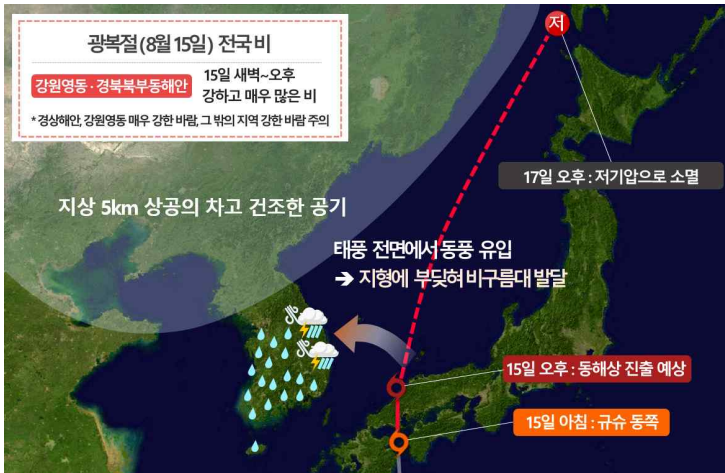 광복절(8월 15일) 전국 비
강원영동·경북북부동해안
15일 새벽~오후
강하고 매우 많은 비
* 경상해안, 강원영동 매우 강한 바람, 그 밖의 지역 강한 바람 주의
저
17일 오후 : 저기압으로 소멸
지상 5km 상공의 차고 건조한 공기
태풍 전면에서 동풍 유입
➔ 지형에 부딪혀 비구름대 발달
15일 오후 : 동해상 진출 예상
15일 아침 : 규슈 동쪽